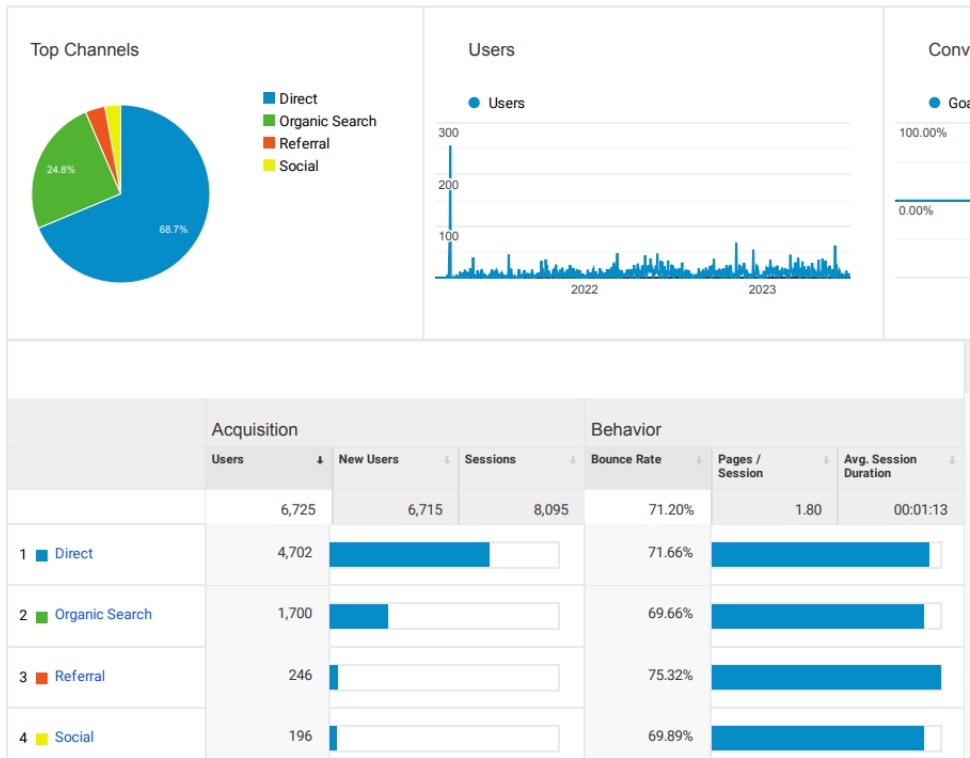 Top Channels
Direct
Organic Search
Referral
Social
24.8%
68.7%
Users
Users
300
200
100
2022
2023
Conv
Goa
100.00%
0.00%
Acquisition
Behavior
Users
New Users
Sessions
Bounce Rate
Pages /
Session
Avg. Session
Duration
6,725
6,715
8,095
71.20%
1.80
00:01:13
1 Direct 4,702 71.66%
2 Organic Search 1,700 69.66%
3 Referral 246 75.32%
4 Social 196 69.89%